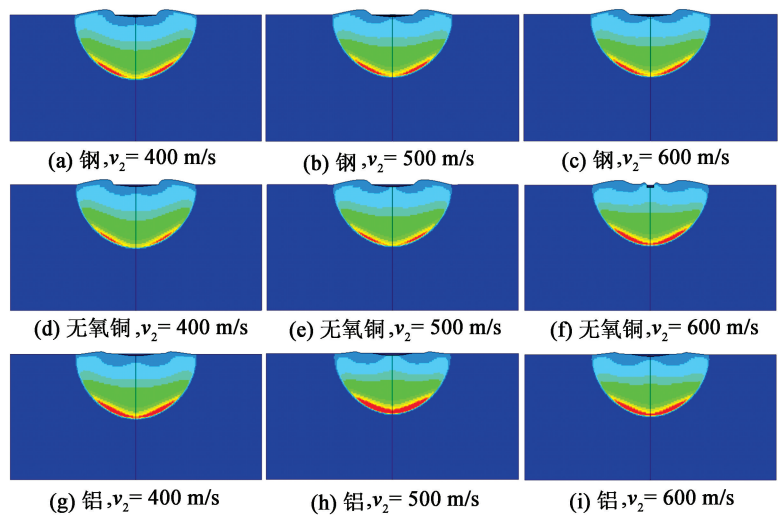 (a) 钢,v₂= 400 m/s
(b) 钢,v₂= 500 m/s
(c) 钢,v₂= 600 m/s
(d) 无氧铜,v₂= 400 m/s
(e) 无氧铜,v₂= 500 m/s
(f) 无氧铜,v₂= 600 m/s
(g) 铝,v₂= 400 m/s
(h) 铝,v₂= 500 m/s
(i) 铝,v₂= 600 m/s